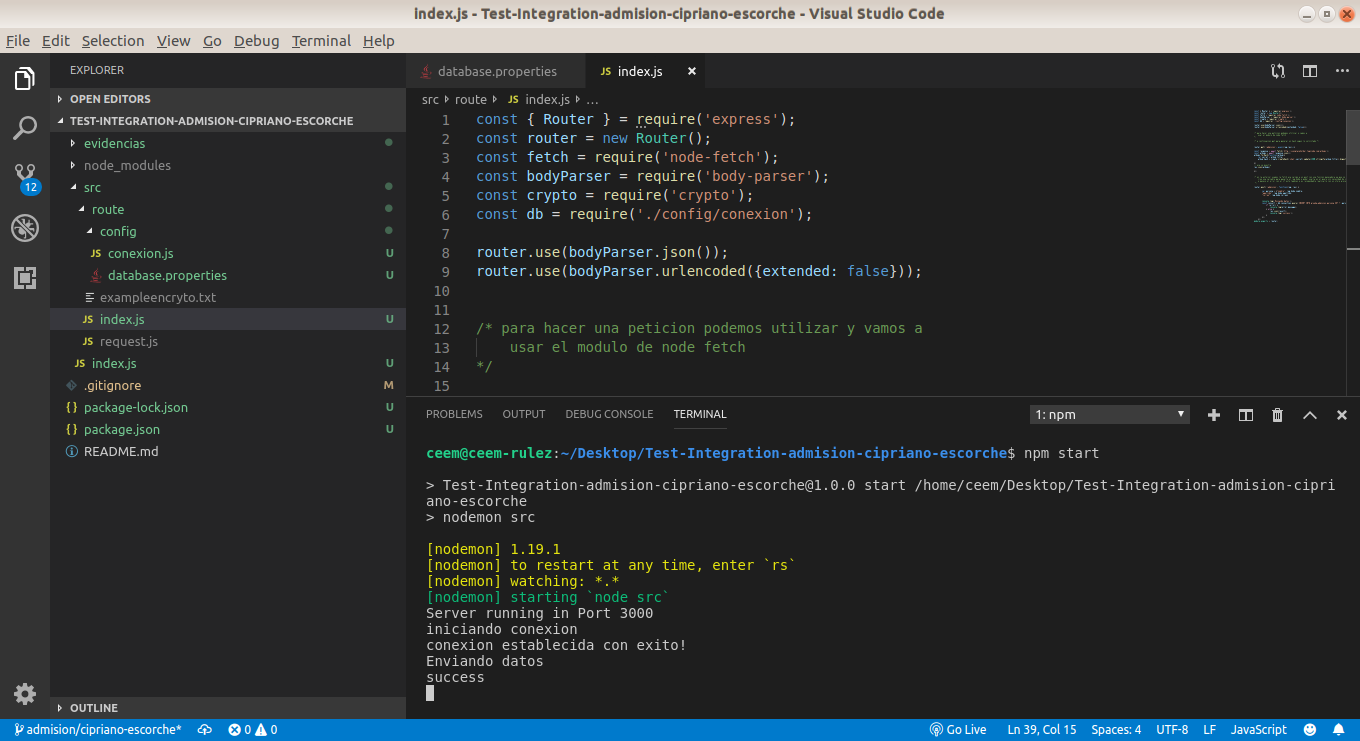 index.js - Test-Integration-admision-cipriano-escorche - Visual Studio Code
File Edit Selection View Go Debug Terminal Help
EXPLORER
OPEN EDITORS
TEST-INTEGRATION-ADMISION-CIPRIANO-ESCORCHE
evidencias
node_modules
src
route
config
JS conexion.js U
database.properties U
exampleencryto.txt
JS index.js U
JS request.js
JS index.js U
.gitignore M
{} package-lock.json U
{} package.json U
README.md
OUTLINE
12
database.properties
JS index.js ×
src route JS index.js ...
1 const { Router } = require('express');
2 const router = new Router();
3 const fetch = require('node-fetch');
4 const bodyParser = require('body-parser');
5 const crypto = require('crypto');
6 const db = require('./config/conexion');
7
8 router.use(bodyParser.json());
9 router.use(bodyParser.urlencoded({extended: false}));
10
11
12 /* para hacer una peticion podemos utilizar y vamos a
13 usar el modulo de node fetch
14 */
15
PROBLEMS OUTPUT DEBUG CONSOLE TERMINAL
1: npm
ceem@ceem-rulez:~/Desktop/Test-Integration-admision-cipriano-escorche$ npm start
> Test-Integration-admision-cipriano-escorche@1.0.0 start /home/ceem/Desktop/Test-Integration-admision-cipri
ano-escorche
> nodemon src
[nodemon] 1.19.1
[nodemon] to restart at any time, enter `rs`
[nodemon] watching: *.*
[nodemon] starting `node src`
Server running in Port 3000
iniciando conexion
conexion establecida con exito!
Enviando datos
success
admision/cipriano-escorche* 0 0 Go Live Ln 39, Col 15 Spaces: 4 UTF-8 LF JavaScript